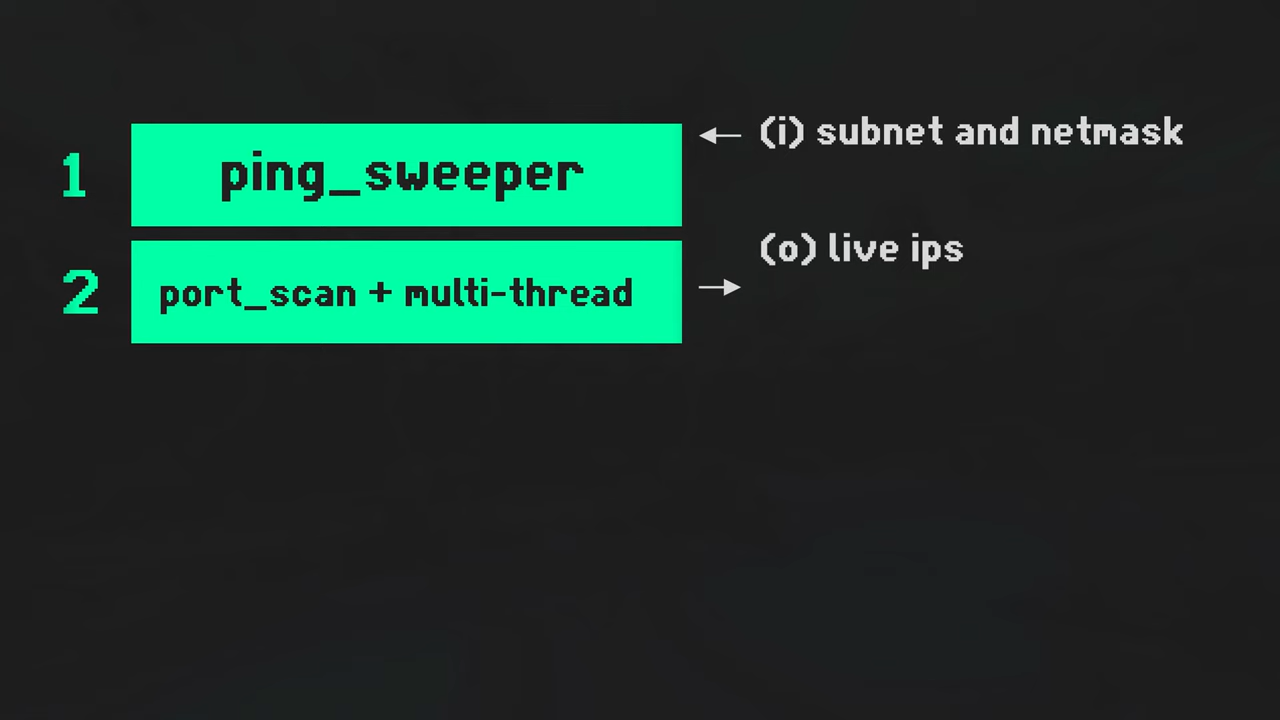 1 ping_sweeper (i) subnet and netmask
(o) live ips
2 port_scan + multi-thread